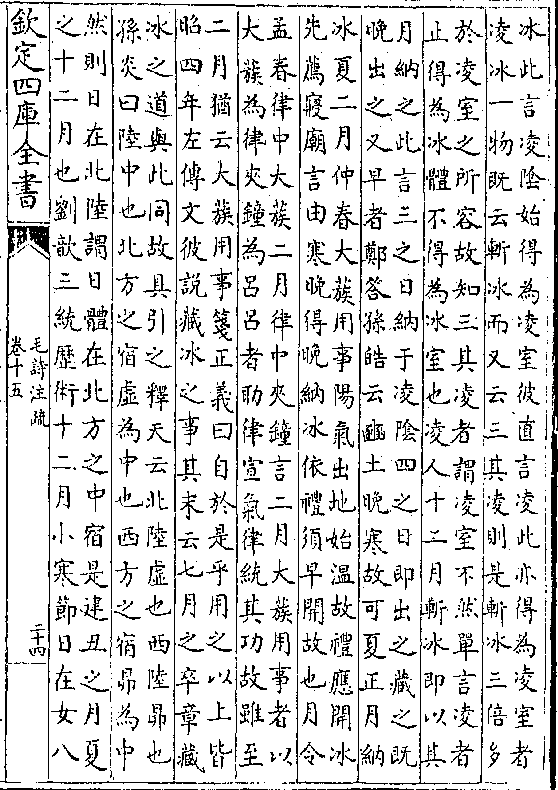 冰此言凌陰始得為凌室彼直言凌此亦得為凌室者
凌冰一物既云斬冰而又云三其凌則是斬冰三倍多
於凌室之所容故知三其凌者謂凌室不然單言凌者
止得為冰體不得為冰室也凌人十二月斬冰即以其
月納之此言三之日納于凌陰四之日即出之藏之既
晚出之又早者鄭答孫皓云豳土晚寒故可夏正月納
冰夏二月仲春大蔟用事陽氣出地始温故禮應開冰
先薦寢廟言由寒晚得晚納冰依禮須早開故也月令
孟春律中大蔟二月律中夾鐘言二月大蔟用事者以
大蔟為律夾鐘為呂呂者助律宣氣律統其功故雖至
二月猶云大蔟用事箋正義曰自於是乎用之以上皆
昭四年左傳文彼説藏冰之事其末云七月之卒章藏
冰之道與此同故具引之釋天云北陸虛也西陸昴也
孫炎曰陸中也北方之宿虛為中也西方之宿昴為中
然則日在北陸謂日體在北方之中宿是建丑之月夏
之十二月也劉歆三統歷術十二月小寒節日在女八
欽定四庫全書
毛詩注疏
卷十五
二十四